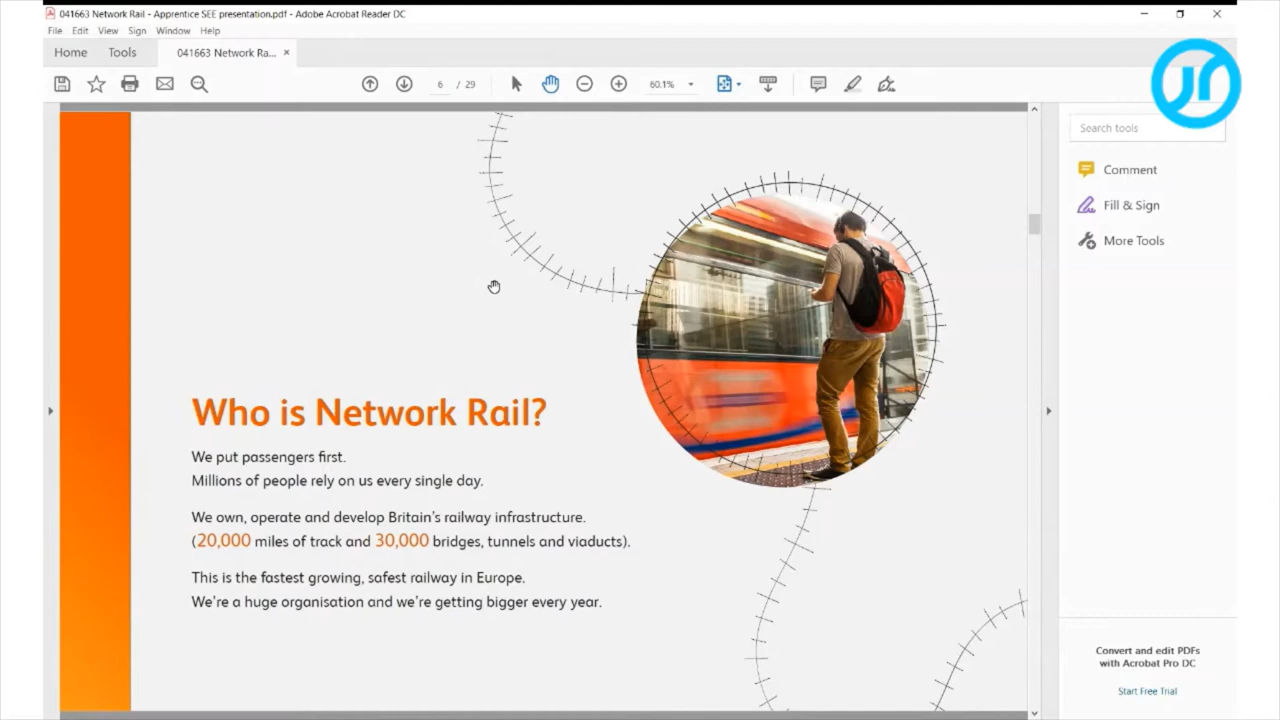 041663 Network Rail - Apprentice SEE presentation.pdf - Adobe Acrobat Reader DC
File Edit View Sign Window Help
Home Tools 041663 Network Ra... ×
6 / 29 60.1%
Search tools
Comment
Fill & Sign
More Tools
Who is Network Rail?
We put passengers first.
Millions of people rely on us every single day.
We own, operate and develop Britain's railway infrastructure.
(20,000 miles of track and 30,000 bridges, tunnels and viaducts).
This is the fastest growing, safest railway in Europe.
We're a huge organisation and we're getting bigger every year.
Convert and edit PDFs
with Acrobat Pro DC
Start Free Trial